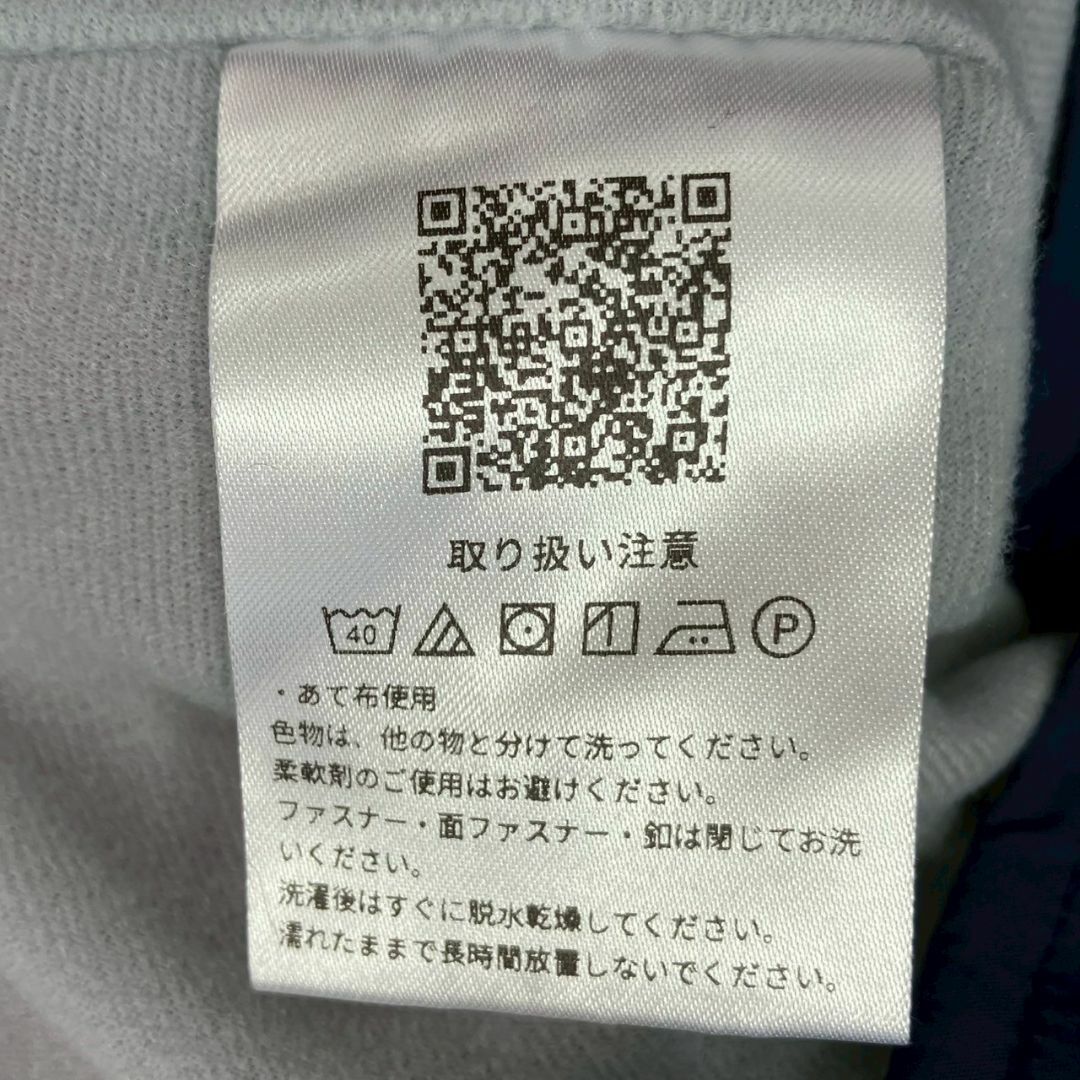 取り扱い注意
40 P
・あて布使用
色物は、他の物と分けて洗ってください。
柔軟剤のご使用はお避けください。
ファスナー・面ファスナー・釦は閉じてお洗
いください。
洗濯後はすぐに脱水乾燥してください。
濡れたままで長時間放置しないでください。